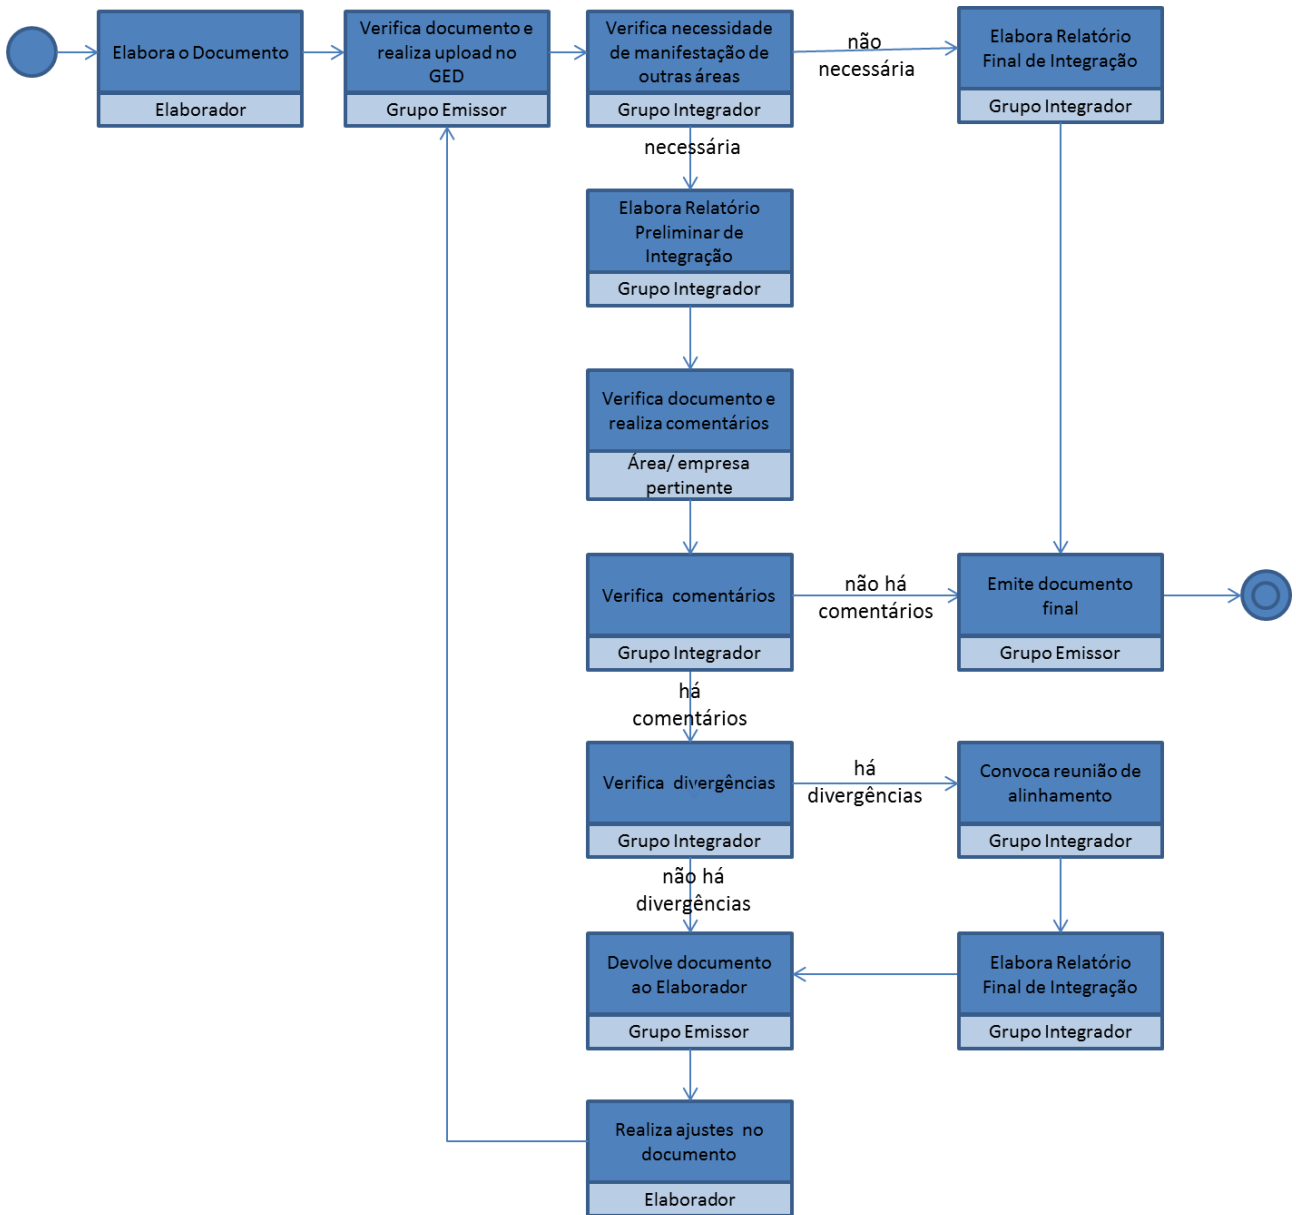 Elabora o Documento
Elaborador
Verifica documento e
realiza upload no
GED
Grupo Emissor
Verifica necessidade
de manifestação de
outras áreas
Grupo Integrador
não
necessária
Elabora Relatório
Final de Integração
Grupo Integrador
necessária
Elabora Relatório
Preliminar de
Integração
Grupo Integrador
Verifica documento e
realiza comentários
Área/ empresa
pertinente
Verifica comentários
Grupo Integrador
não há
comentários
Emite documento
final
Grupo Emissor
há
comentários
Verifica divergências
Grupo Integrador
há
divergências
Convoca reunião de
alinhamento
Grupo Integrador
não há
divergências
Devolve documento
ao Elaborador
Grupo Emissor
Elabora Relatório
Final de Integração
Grupo Integrador
Realiza ajustes no
documento
Elaborador